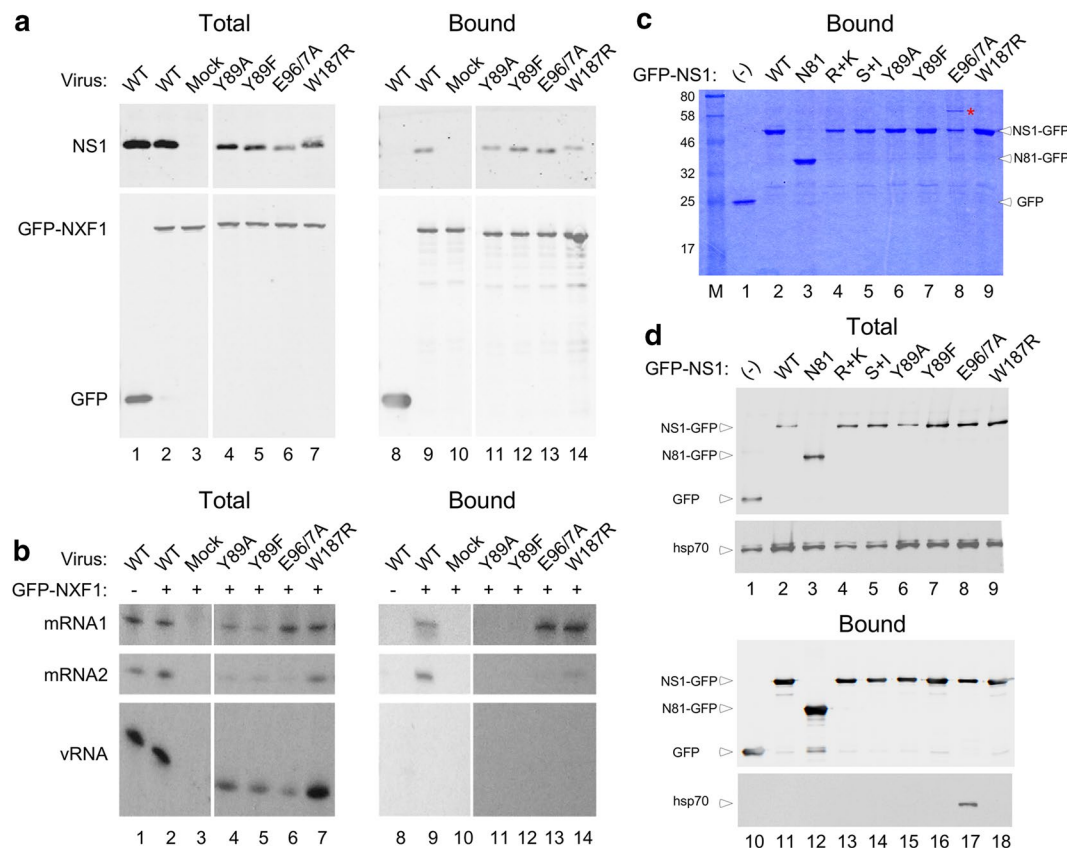 a
Total
Virus: WT WT Mock Y89A Y89F E96/7A W187R
NS1
GFP-NXF1
GFP
1 2 3 4 5 6 7
Bound
WT WT Mock Y89A Y89F E96/7A W187R
8 9 10 11 12 13 14
b
Total
Virus: WT WT Mock Y89A Y89F E96/7A W187R
GFP-NXF1: - + + + + + +
mRNA1
mRNA2
vRNA
1 2 3 4 5 6 7
Bound
WT WT Mock Y89A Y89F E96/7A W187R
- + + + + + +
8 9 10 11 12 13 14
c
Bound
GFP-NS1: (-) WT N81 R+K S+I Y89A Y89F E96/7A W187R
80
58
46
32
25
17
*
NS1-GFP
N81-GFP
GFP
M 1 2 3 4 5 6 7 8 9
d
Total
GFP-NS1: (-) WT N81 R+K S+I Y89A Y89F E96/7A W187R
NS1-GFP
N81-GFP
GFP
hsp70
1 2 3 4 5 6 7 8 9
Bound
NS1-GFP
N81-GFP
GFP
hsp70
10 11 12 13 14 15 16 17 18